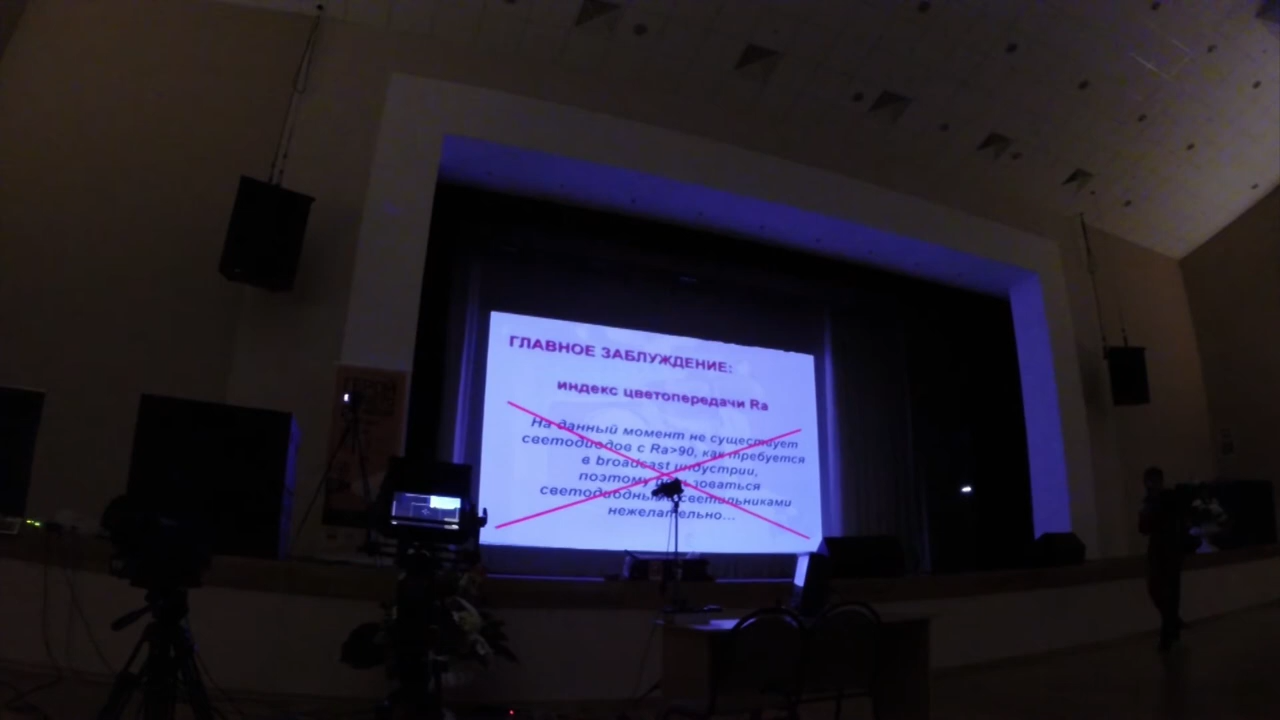 ГЛАВНОЕ ЗАБЛУЖДЕНИЕ:
индекс цветопередачи Ra
На данный момент не существует
светодиодов с Ra>90, как требуется
в broadcast индустрии,
поэтому пользоваться
светодиодными светильниками
нежелательно...